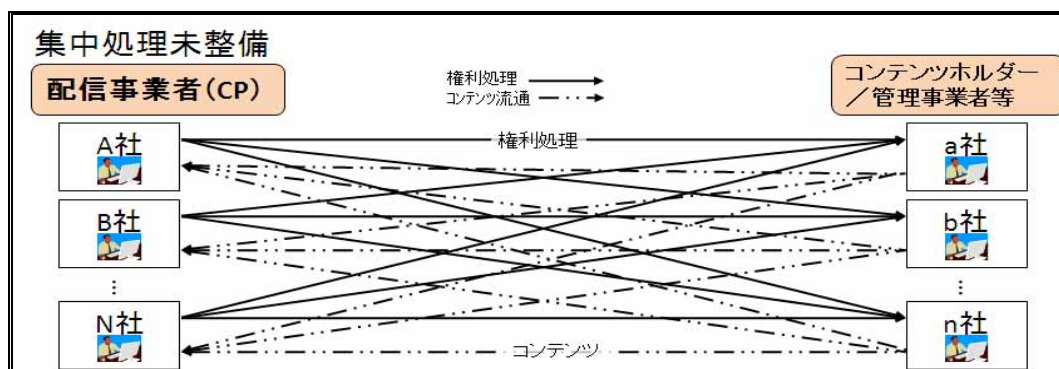 集中処理未整備
配信事業者(CP)
権利処理
コンテンツ流通
コンテンツホルダー
／管理事業者等
A社
権利処理
a社
B社
b社
⋮
⋮
N社
n社
コンテンツ